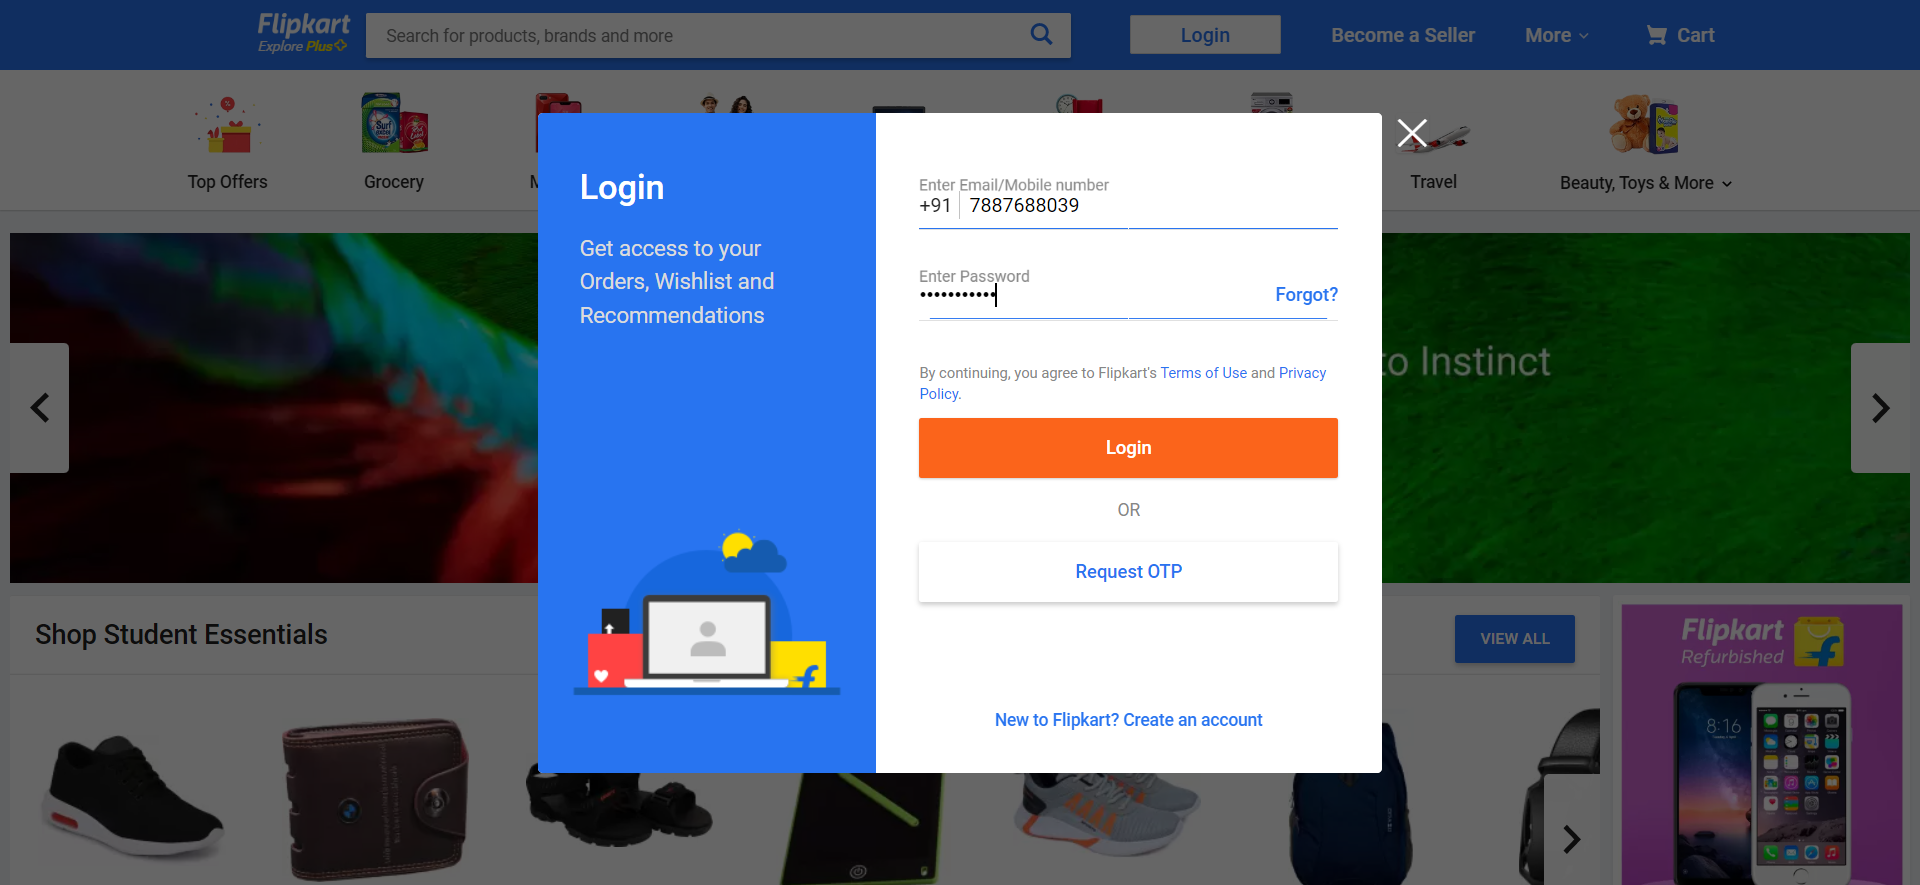 Flipkart
Explore Plus
Search for products, brands and more
Login
Become a Seller
More
Cart
Top Offers
Grocery
Travel
Beauty, Toys & More
Login
Get access to your
Orders, Wishlist and
Recommendations
Enter Email/Mobile number
+91 7887688039
Enter Password
Forgot?
By continuing, you agree to Flipkart's Terms of Use and Privacy
Policy.
Login
OR
Request OTP
New to Flipkart? Create an account
to Instinct
Shop Student Essentials
VIEW ALL
Flipkart
Refurbished
8:16
Surf
excel